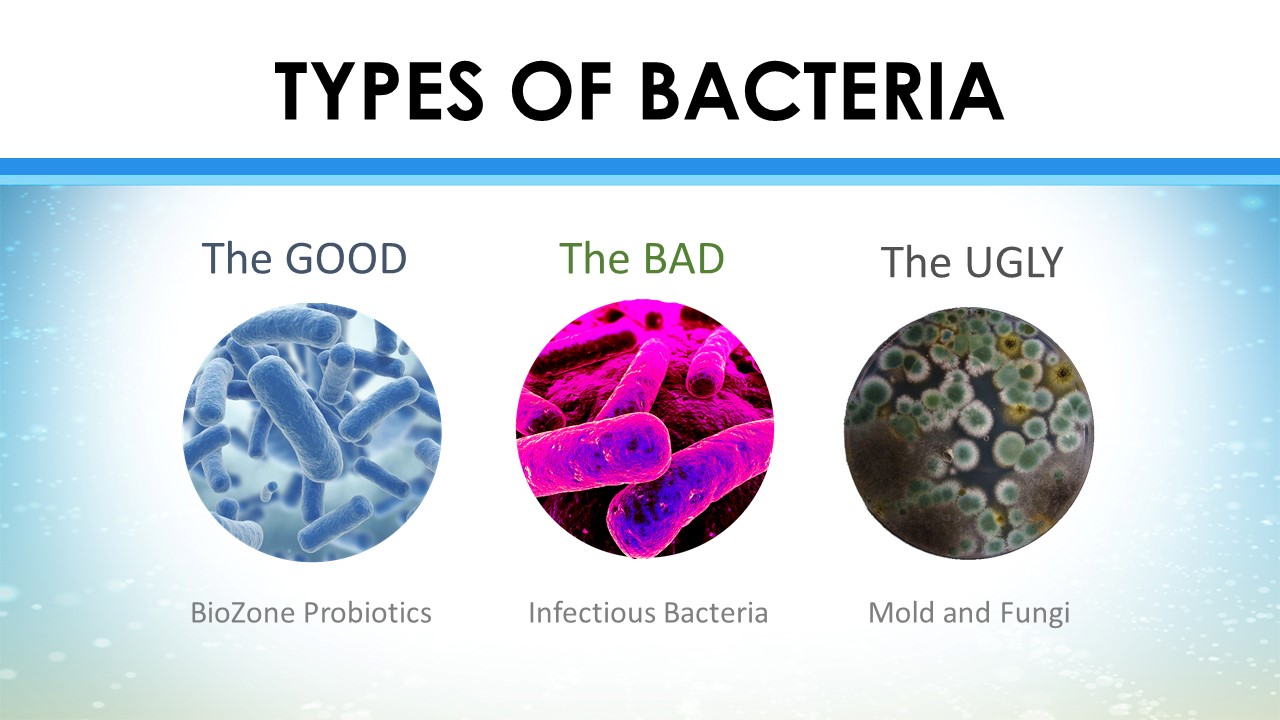 TYPES OF BACTERIA
The GOOD
The BAD
The UGLY
BioZone Probiotics
Infectious Bacteria
Mold and Fungi